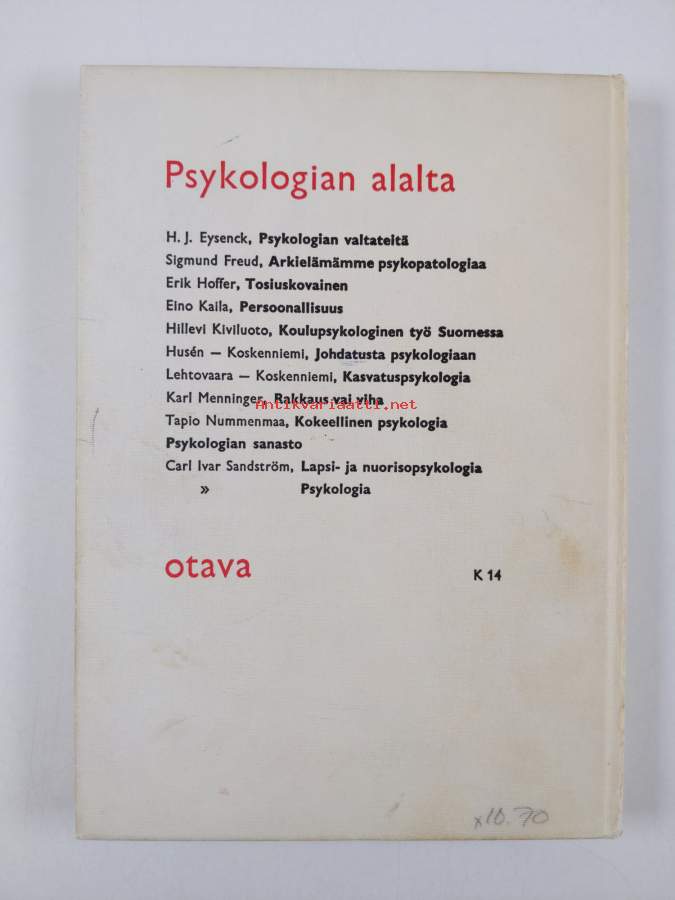 Psykologian alalta
H. J. Eysenck, Psykologian valtateitä
Sigmund Freud, Arkielämämme psykopatologiaa
Erik Hoffer, Tosiuskovainen
Eino Kaila, Persoonallisuus
Hillevi Kiviluoto, Koulupsykologinen työ Suomessa
Husén — Koskenniemi, Johdatusta psykologiaan
Lehtovaara — Koskenniemi, Kasvatuspsykologia
Karl Menninger, Rakkaus vai viha
Antikvariaatti.net
Tapio Nummenmaa, Kokeellinen psykologia
Psykologian sanasto
Carl Ivar Sandström, Lapsi- ja nuorisopsykologia
» Psykologia
otava K 14
x10.70